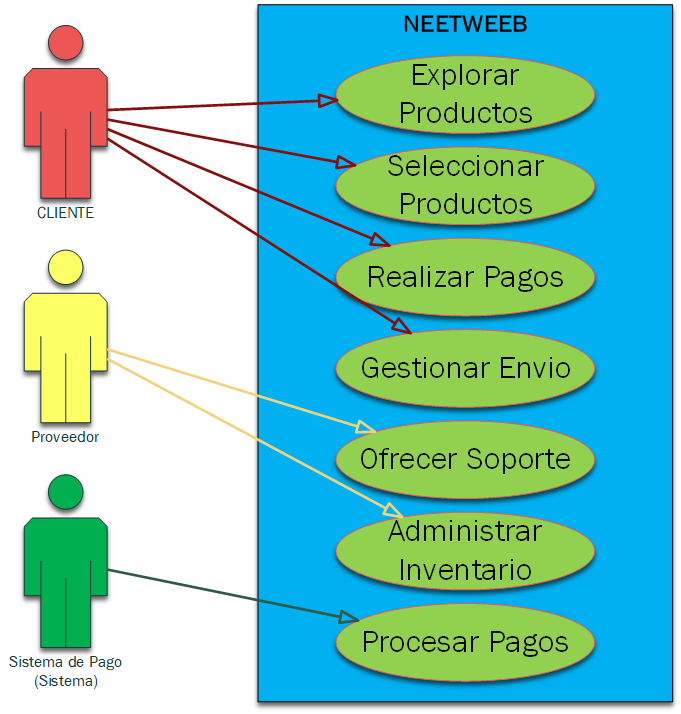 NEETWEEB
Explorar
Productos
Seleccionar
Productos
Realizar Pagos
Gestionar Envio
Ofrecer Soporte
Administrar
Inventario
Procesar Pagos
CLIENTE
Proveedor
Sistema de Pago
(Sistema)